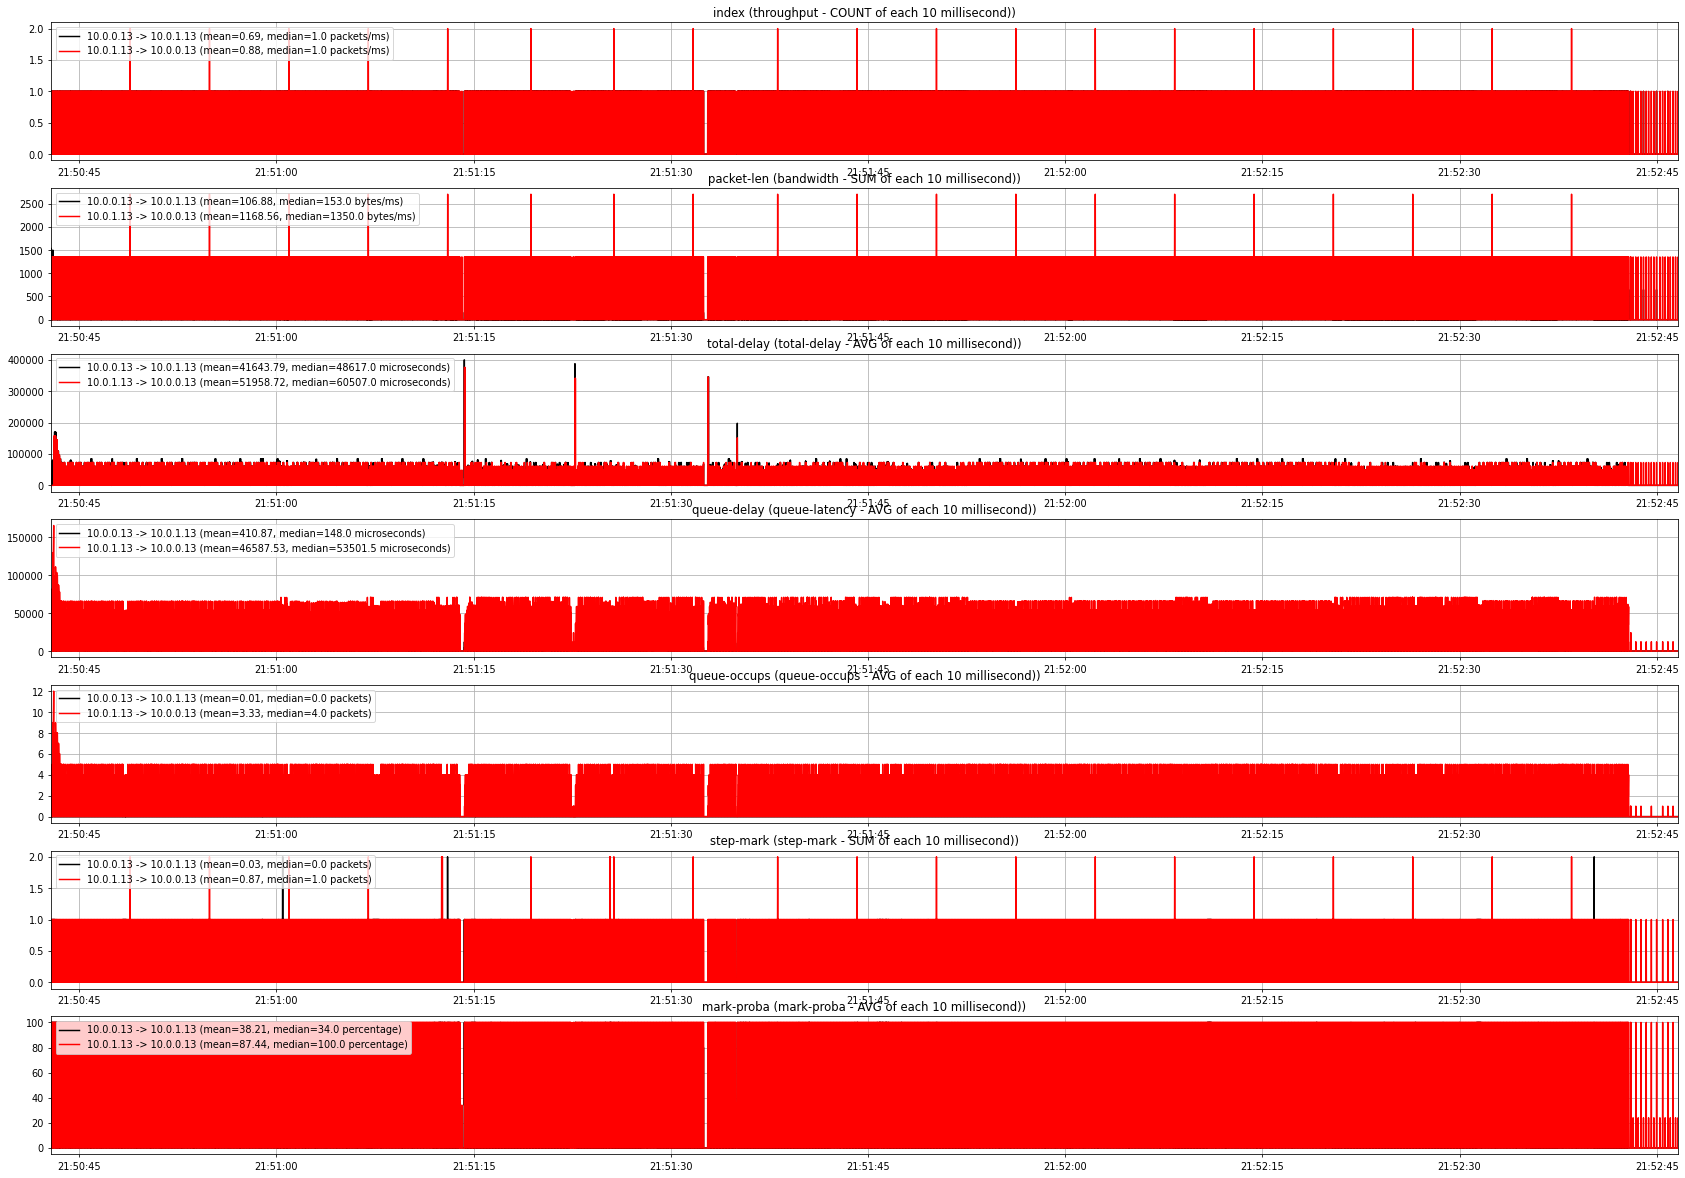 index (throughput - COUNT of each 10 millisecond))
2.0
1.5
1.0
0.5
0.0
10.0.0.13 -> 10.0.1.13 (mean=0.69, median=1.0 packets/ms)
10.0.1.13 -> 10.0.0.13 (mean=0.88, median=1.0 packets/ms)
21:50:45 21:51:00 21:51:15 21:51:30 21:51:45 21:52:00 21:52:15 21:52:30 21:52:45
packet-len (bandwidth - SUM of each 10 millisecond))
2500
2000
1500
1000
500
0
10.0.0.13 -> 10.0.1.13 (mean=106.88, median=153.0 bytes/ms)
10.0.1.13 -> 10.0.0.13 (mean=1168.56, median=1350.0 bytes/ms)
21:50:45 21:51:00 21:51:15 21:51:30 21:51:45 21:52:00 21:52:15 21:52:30 21:52:45
total-delay (total-delay - AVG of each 10 millisecond))
400000
300000
200000
100000
0
10.0.0.13 -> 10.0.1.13 (mean=41643.79, median=48617.0 microseconds)
10.0.1.13 -> 10.0.0.13 (mean=51958.72, median=60507.0 microseconds)
21:50:45 21:51:00 21:51:15 21:51:30 21:51:45 21:52:00 21:52:15 21:52:30 21:52:45
queue-delay (queue-latency - AVG of each 10 millisecond))
150000
100000
50000
0
10.0.0.13 -> 10.0.1.13 (mean=410.87, median=148.0 microseconds)
10.0.1.13 -> 10.0.0.13 (mean=46587.53, median=53501.5 microseconds)
21:50:45 21:51:00 21:51:15 21:51:30 21:51:45 21:52:00 21:52:15 21:52:30 21:52:45
queue-occups (queue-occups - AVG of each 10 millisecond))
12
10
8
6
4
2
0
10.0.0.13 -> 10.0.1.13 (mean=0.01, median=0.0 packets)
10.0.1.13 -> 10.0.0.13 (mean=3.33, median=4.0 packets)
21:50:45 21:51:00 21:51:15 21:51:30 21:51:45 21:52:00 21:52:15 21:52:30 21:52:45
step-mark (step-mark - SUM of each 10 millisecond))
2.0
1.5
1.0
0.5
0.0
10.0.0.13 -> 10.0.1.13 (mean=0.03, median=0.0 packets)
10.0.1.13 -> 10.0.0.13 (mean=0.87, median=1.0 packets)
21:50:45 21:51:00 21:51:15 21:51:30 21:51:45 21:52:00 21:52:15 21:52:30 21:52:45
mark-proba (mark-proba - AVG of each 10 millisecond))
100
80
60
40
20
0
10.0.0.13 -> 10.0.1.13 (mean=38.21, median=34.0 percentage)
10.0.1.13 -> 10.0.0.13 (mean=87.44, median=100.0 percentage)
21:50:45 21:51:00 21:51:15 21:51:30 21:51:45 21:52:00 21:52:15 21:52:30 21:52:45